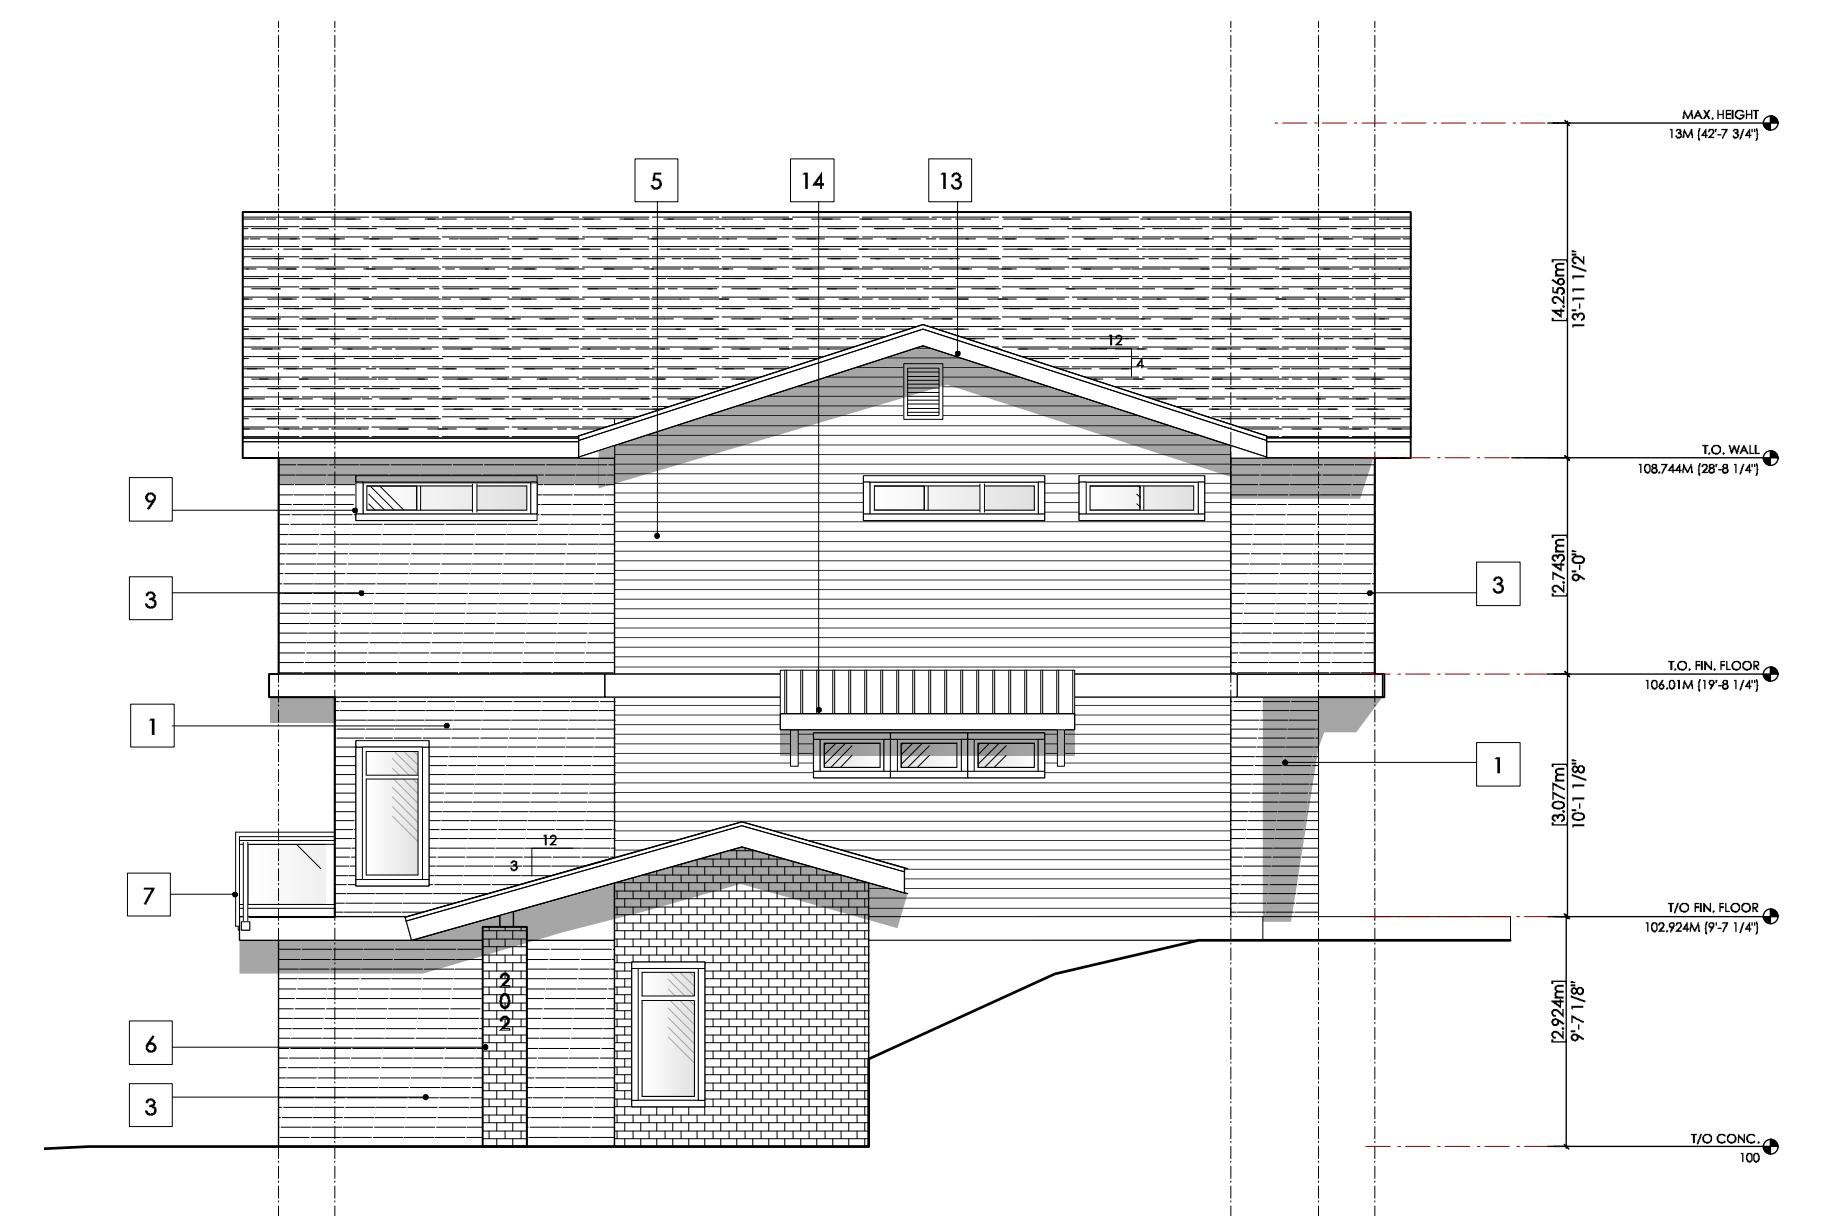 MAX. HEIGHT
13M (42'-7 3/4")
5
14
13
[4.256m]
13'-11 1/2"
12
4
T.O. WALL
108.744M (28'-8 1/4")
9
[2.743m]
9'-0"
3
3
T.O. FIN. FLOOR
106.01M (19'-8 1/4")
1
1
[3.077m]
10'-1 1/8"
12
3
7
T/O FIN. FLOOR
102.924M (9'-7 1/4")
202
[2.924m]
9'-7 1/8"
6
3
T/O CONC.
100